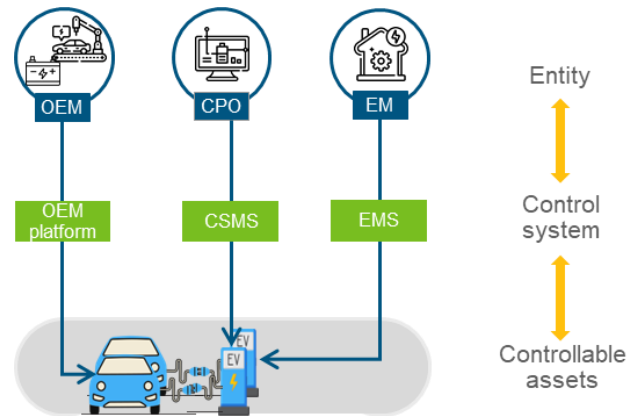 OEM
CPO
EM
Entity
OEM
platform
CSMS
EMS
Control
system
EV
EV
Controllable
assets